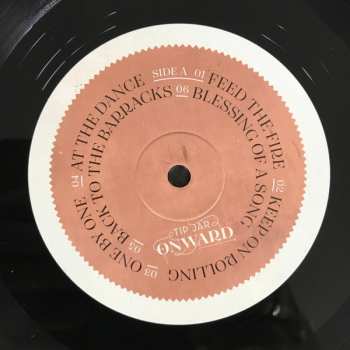 SIDE A
01 FEED THE FIRE
02 KEEP ON ROLLING
03 ONE BY ONE
04 AT THE DANCE
05 BACK TO THE BARRACKS
06 BLESSING OF A SONG
TIP JAR
ONWARD